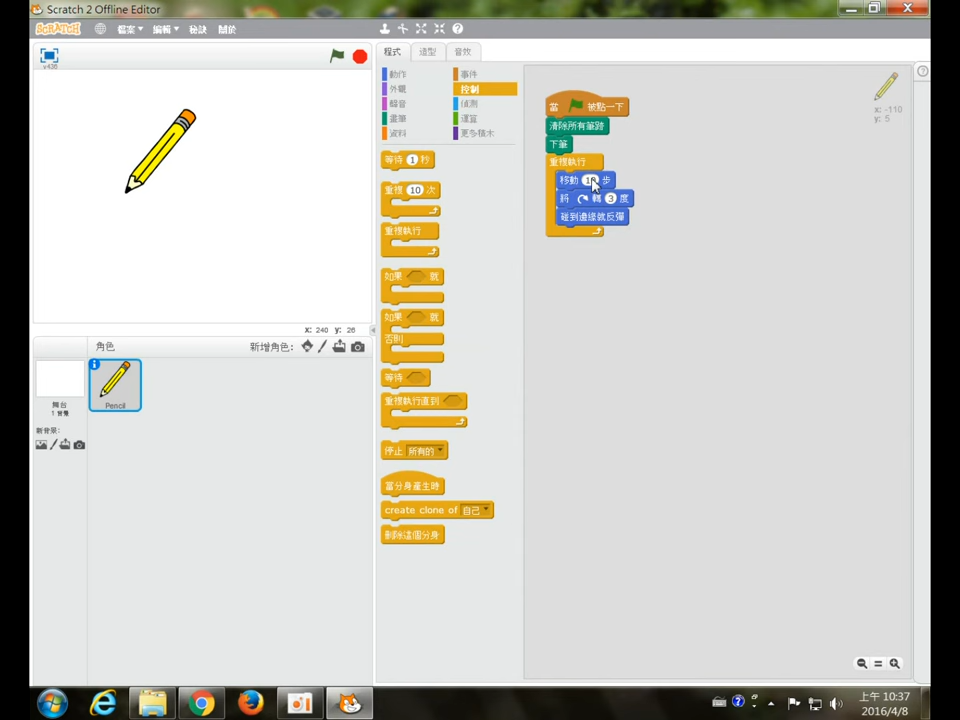 Scratch 2 Offline Editor
SCRATCH 檔案▼ 編輯▼ 秘訣 關於
v436
程式 造型 音效
動作 事件
外觀 控制
聲音 偵測
畫筆 運算
資料 更多積木
等待 1 秒
重複 10 次
重複執行
如果 就
如果 就
否則
等待
重複執行直到
停止 所有的
當分身產生時
create clone of 自己
刪除這個分身
當 被點一下
清除所有筆跡
下筆
重複執行
移動 10 步
將 轉 3 度
碰到邊緣就反彈
x: -110
y: 5
x: 240 y: 26
角色 新增角色:
舞台
1 背景
新背景:
Pencil
上午 10:37
2016/4/8